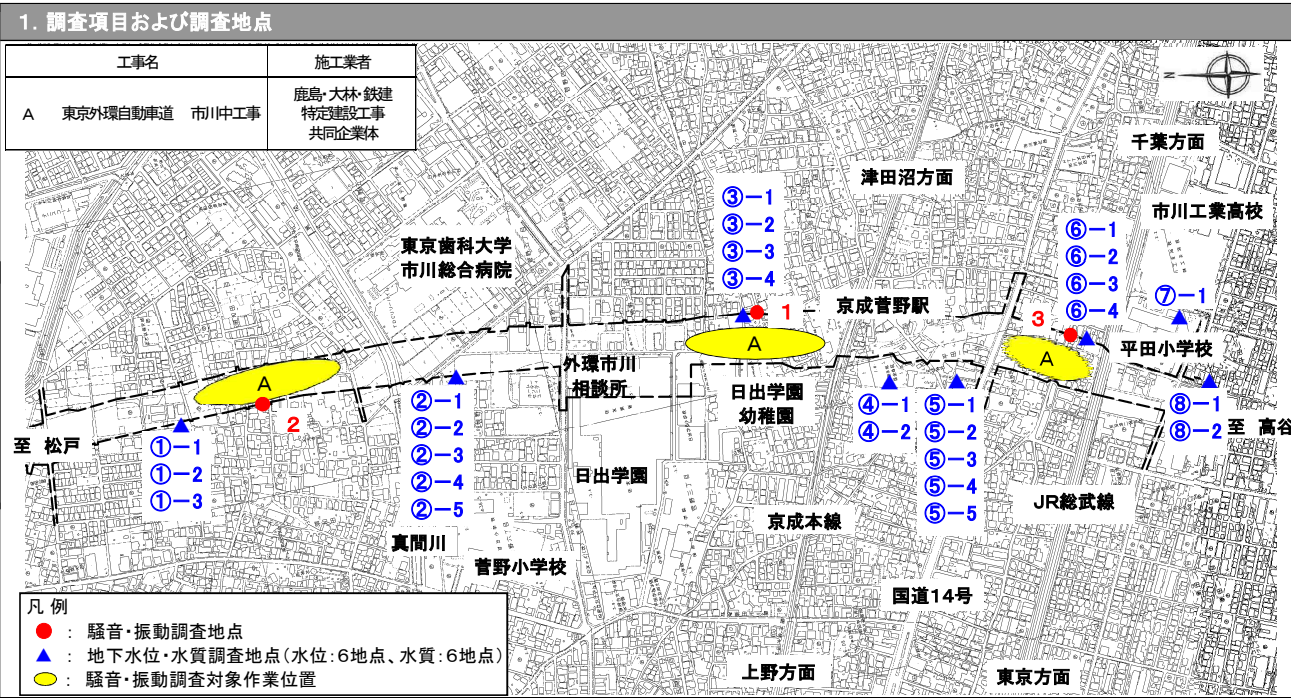 1. 調査項目および調査地点
工事名
施工業者
A 東京外環自動車道 市川中工事
鹿島・大林・鉄建
特定建設工事
共同企業体
N
千葉方面
津田沼方面
市川工業高校
東京歯科大学
市川総合病院
③-1
③-2
③-3
③-4
⑥-1
⑥-2
⑥-3
⑥-4
⑦-1
1
京成菅野駅
3
A
A
A
平田小学校
外環市川
相談所
日出学園
幼稚園
2
至 松戸
①-1
①-2
①-3
②-1
②-2
②-3
②-4
②-5
④-1
④-2
⑤-1
⑤-2
⑤-3
⑤-4
⑤-5
⑧-1
⑧-2
至 高谷
日出学園
JR総武線
京成本線
真間川
菅野小学校
国道14号
上野方面
東京方面
凡 例
: 騒音・振動調査地点
: 地下水位・水質調査地点(水位:6地点、水質:6地点)
: 騒音・振動調査対象作業位置